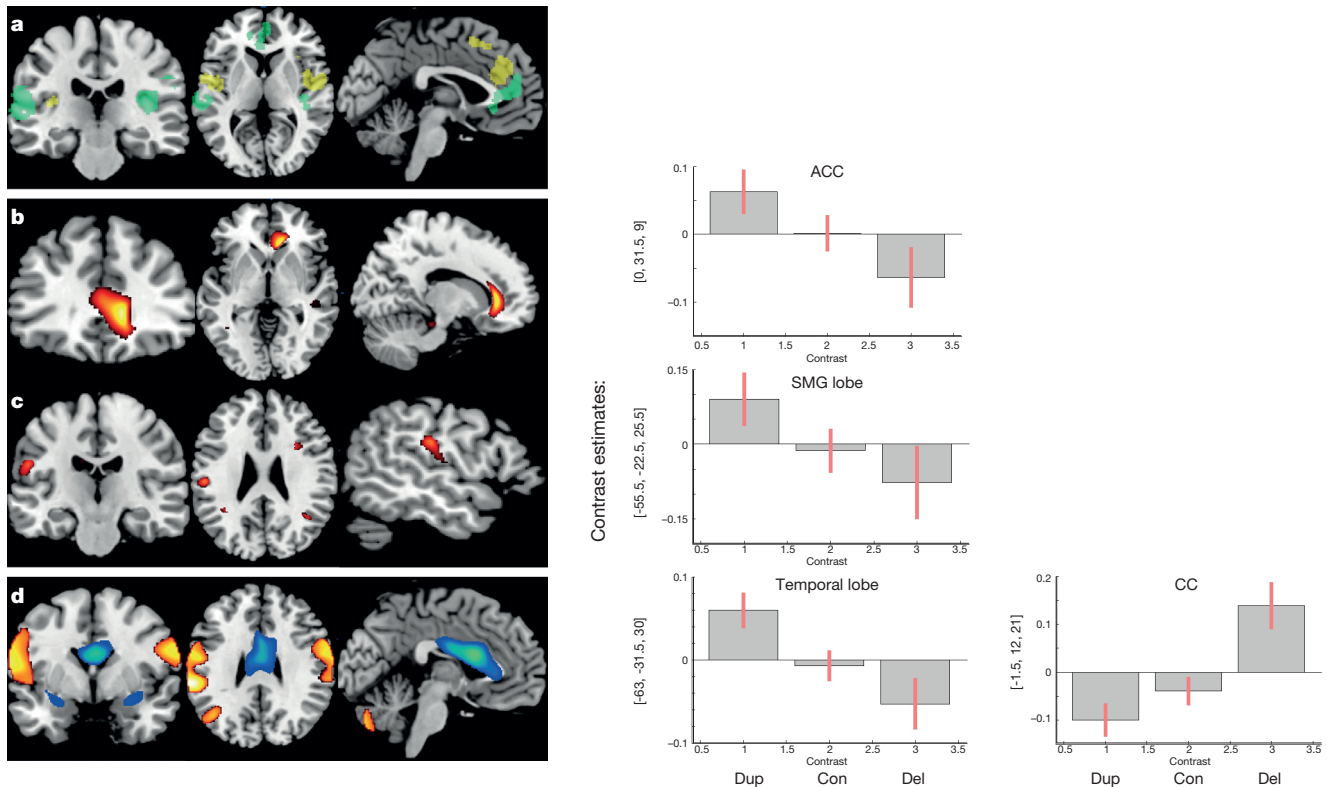 a
b
c
d
Contrast estimates:
ACC
[0, 31.5, 9]
0.1
0
−0.1
0.5 1 1.5 2 2.5 3 3.5
Contrast
SMG lobe
[-55.5, -22.5, 25.5]
0.15
0
−0.15
0.5 1 1.5 2 2.5 3 3.5
Contrast
Temporal lobe
[-63, -31.5, 30]
0.1
0
−0.1
0.5 1 1.5 2 2.5 3 3.5
Contrast
Dup Con Del
CC
[-1.5, 12, 21]
0.2
0.1
0
−0.1
0.5 1 1.5 2 2.5 3 3.5
Contrast
Dup Con Del